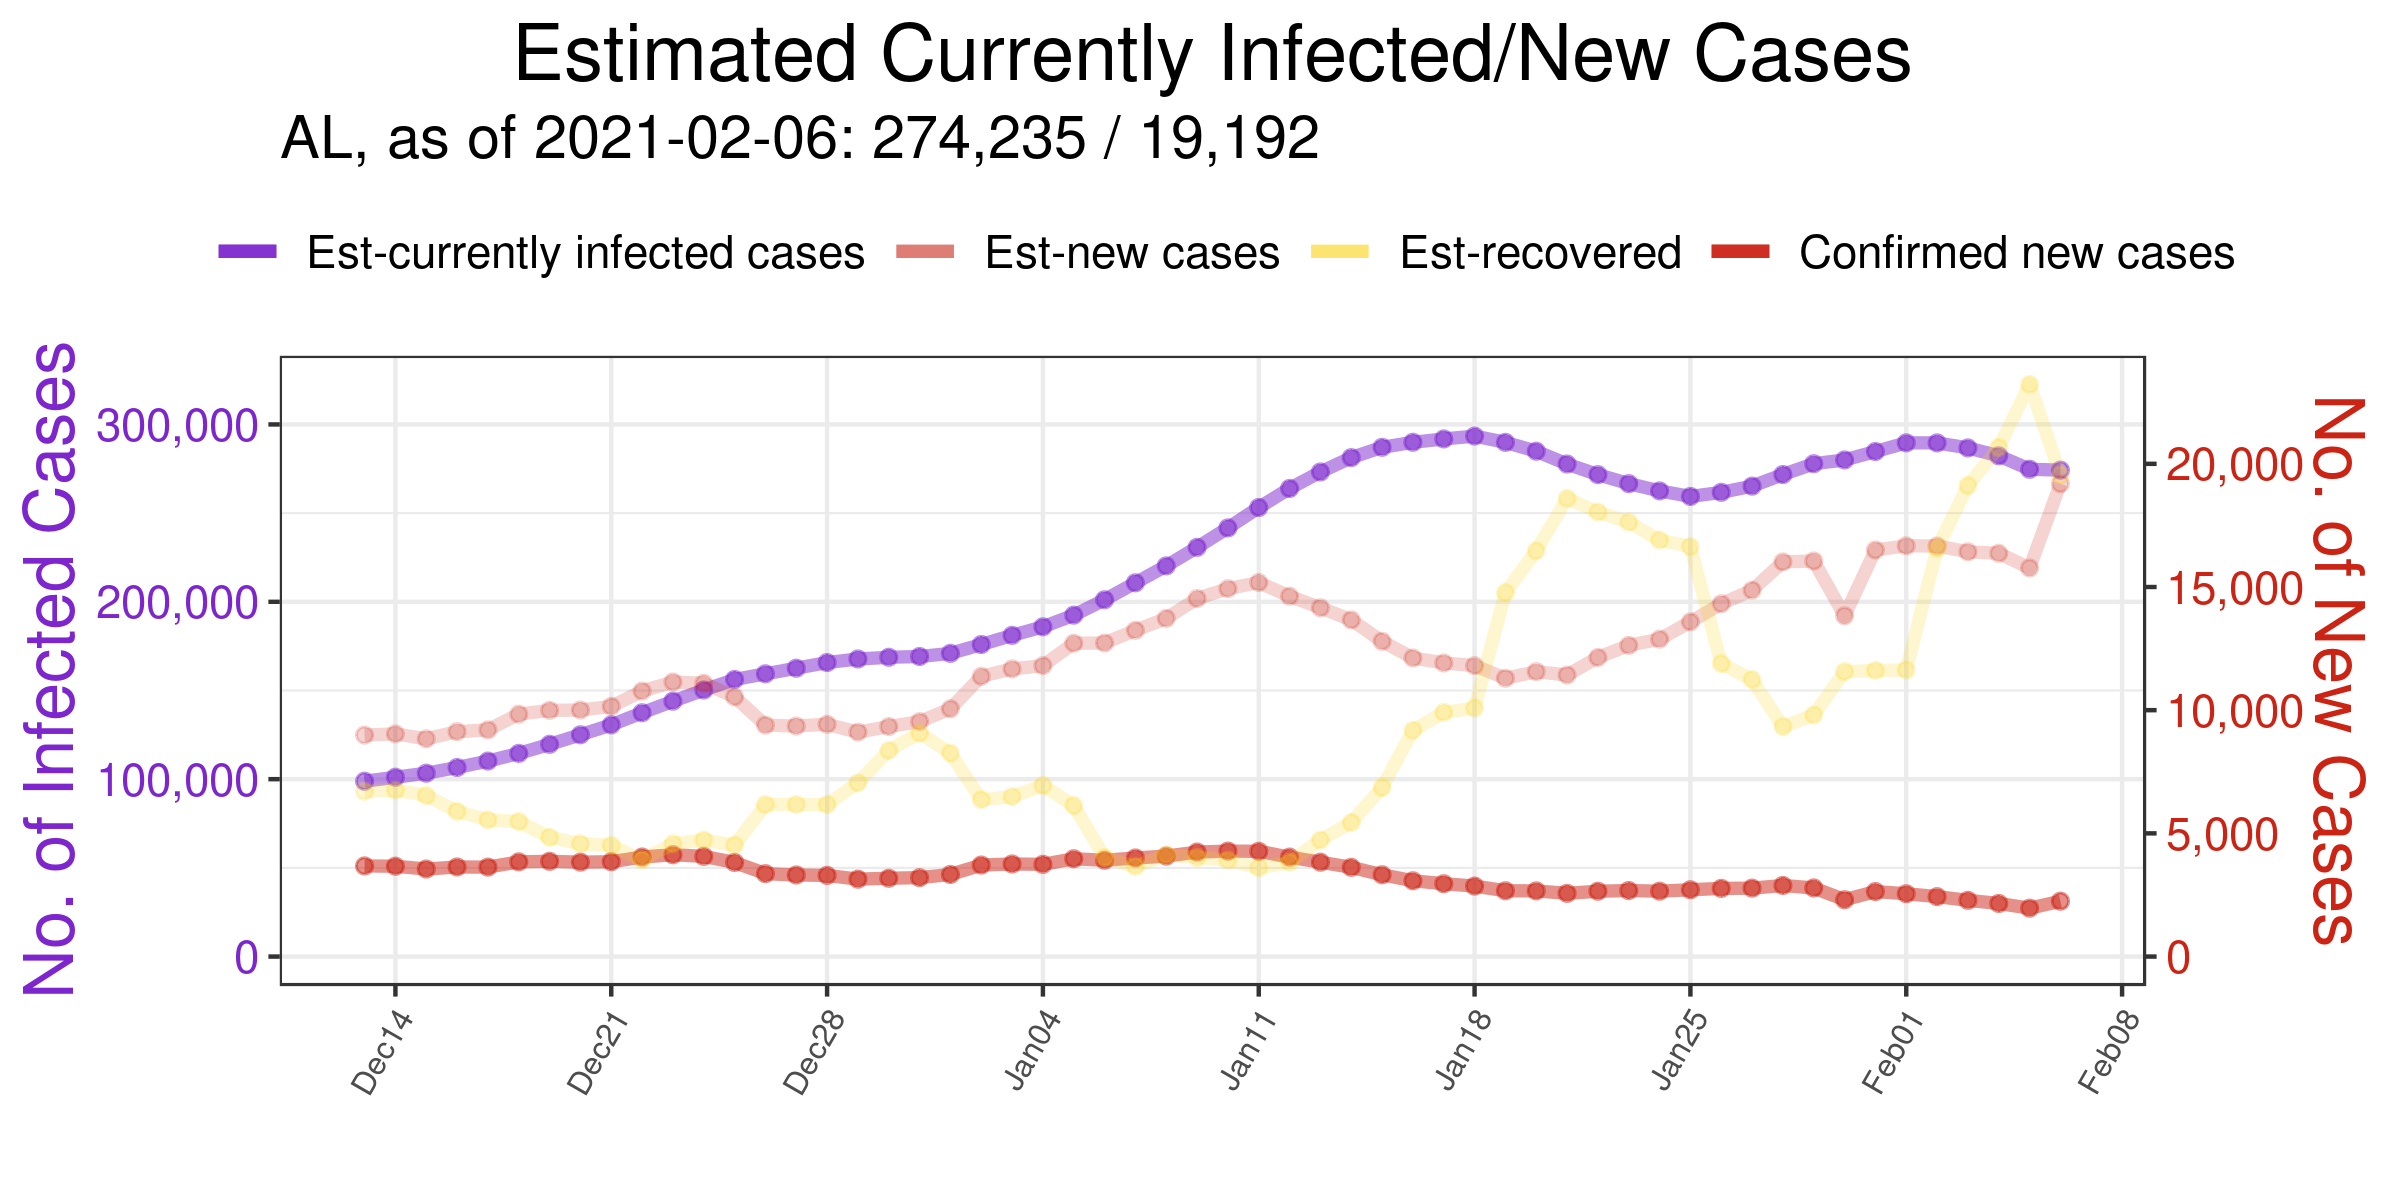 Estimated Currently Infected/New Cases
AL, as of 2021-02-06: 274,235 / 19,192
Est-currently infected cases Est-new cases Est-recovered Confirmed new cases
No. of Infected Cases
300,000
200,000
100,000
0
No. of New Cases
20,000
15,000
10,000
5,000
0
Dec14 Dec21 Dec28 Jan04 Jan11 Jan18 Jan25 Feb01 Feb08